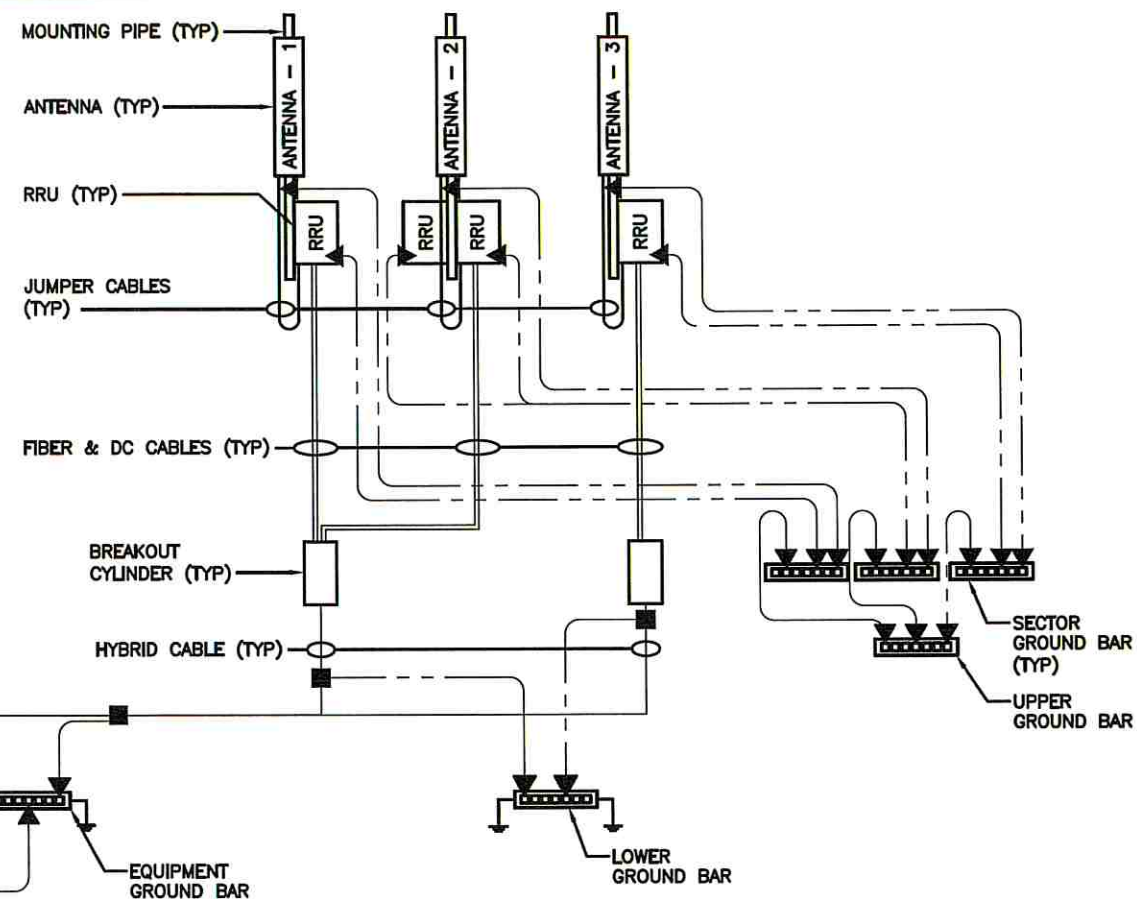 MOUNTING PIPE (TYP)
ANTENNA (TYP)
RRU (TYP)
JUMPER CABLES
(TYP)
ANTENNA - 1
ANTENNA - 2
ANTENNA - 3
RRU
RRU
RRU
RRU
FIBER & DC CABLES (TYP)
BREAKOUT
CYLINDER (TYP)
HYBRID CABLE (TYP)
SECTOR
GROUND BAR
(TYP)
UPPER
GROUND BAR
LOWER
GROUND BAR
EQUIPMENT
GROUND BAR